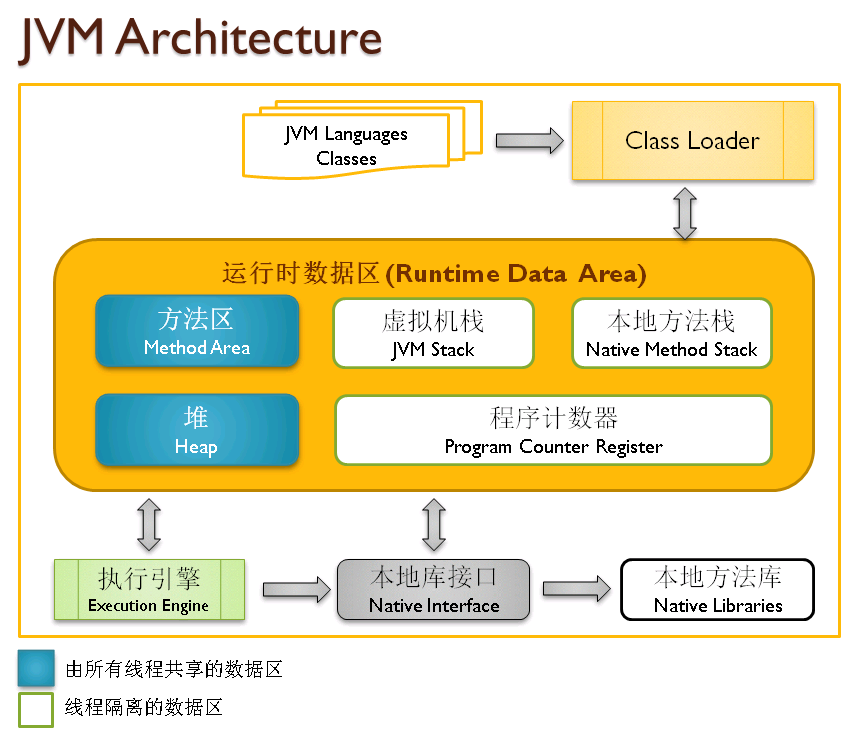 JVM Architecture
JVM Languages
Classes
Class Loader
运行时数据区(Runtime Data Area)
方法区
Method Area
虚拟机栈
JVM Stack
本地方法栈
Native Method Stack
堆
Heap
程序计数器
Program Counter Register
执行引擎
Execution Engine
本地库接口
Native Interface
本地方法库
Native Libraries
由所有线程共享的数据区
线程隔离的数据区